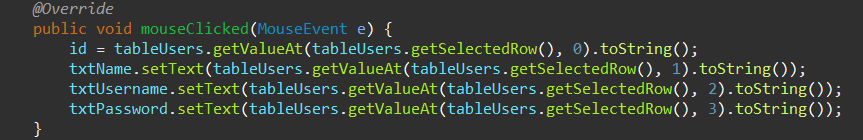 @Override
public void mouseClicked(MouseEvent e) {
id = tableUsers.getValueAt(tableUsers.getSelectedRow(), 0).toString();
txtName.setText(tableUsers.getValueAt(tableUsers.getSelectedRow(), 1).toString());
txtUsername.setText(tableUsers.getValueAt(tableUsers.getSelectedRow(), 2).toString());
txtPassword.setText(tableUsers.getValueAt(tableUsers.getSelectedRow(), 3).toString());
}